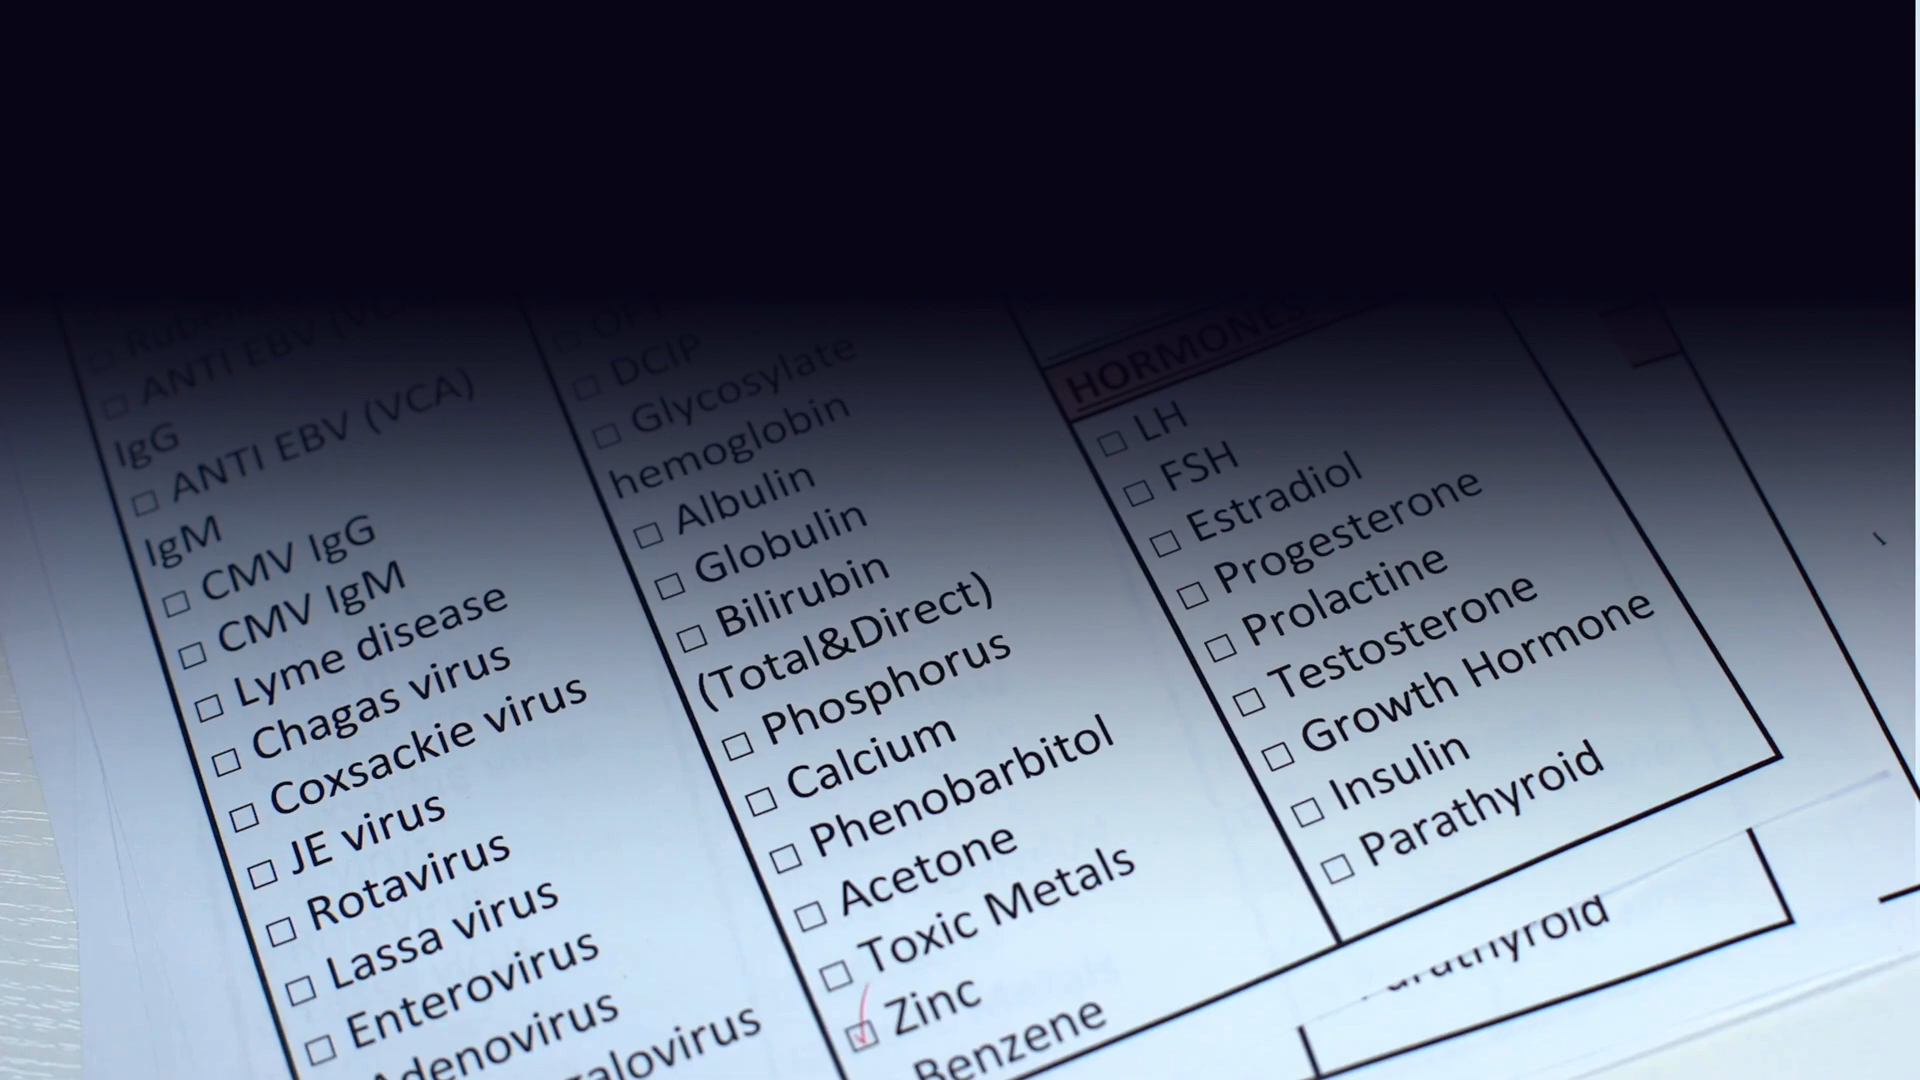 ANTI EBV (VCA)
IgG
ANTI EBV (VCA)
IgM
CMV IgG
CMV IgM
Lyme disease
Chagas virus
Coxsackie virus
JE virus
Rotavirus
Lassa virus
Enterovirus
DCIP
Glycosylate
hemoglobin
Albulin
Globulin
Bilirubin
(Total&Direct)
Phosphorus
Calcium
Phenobarbitol
Acetone
Toxic Metals
Zinc
Benzene
HORMONES
LH
FSH
Estradiol
Progesterone
Prolactine
Testosterone
Growth Hormone
Insulin
Parathyroid